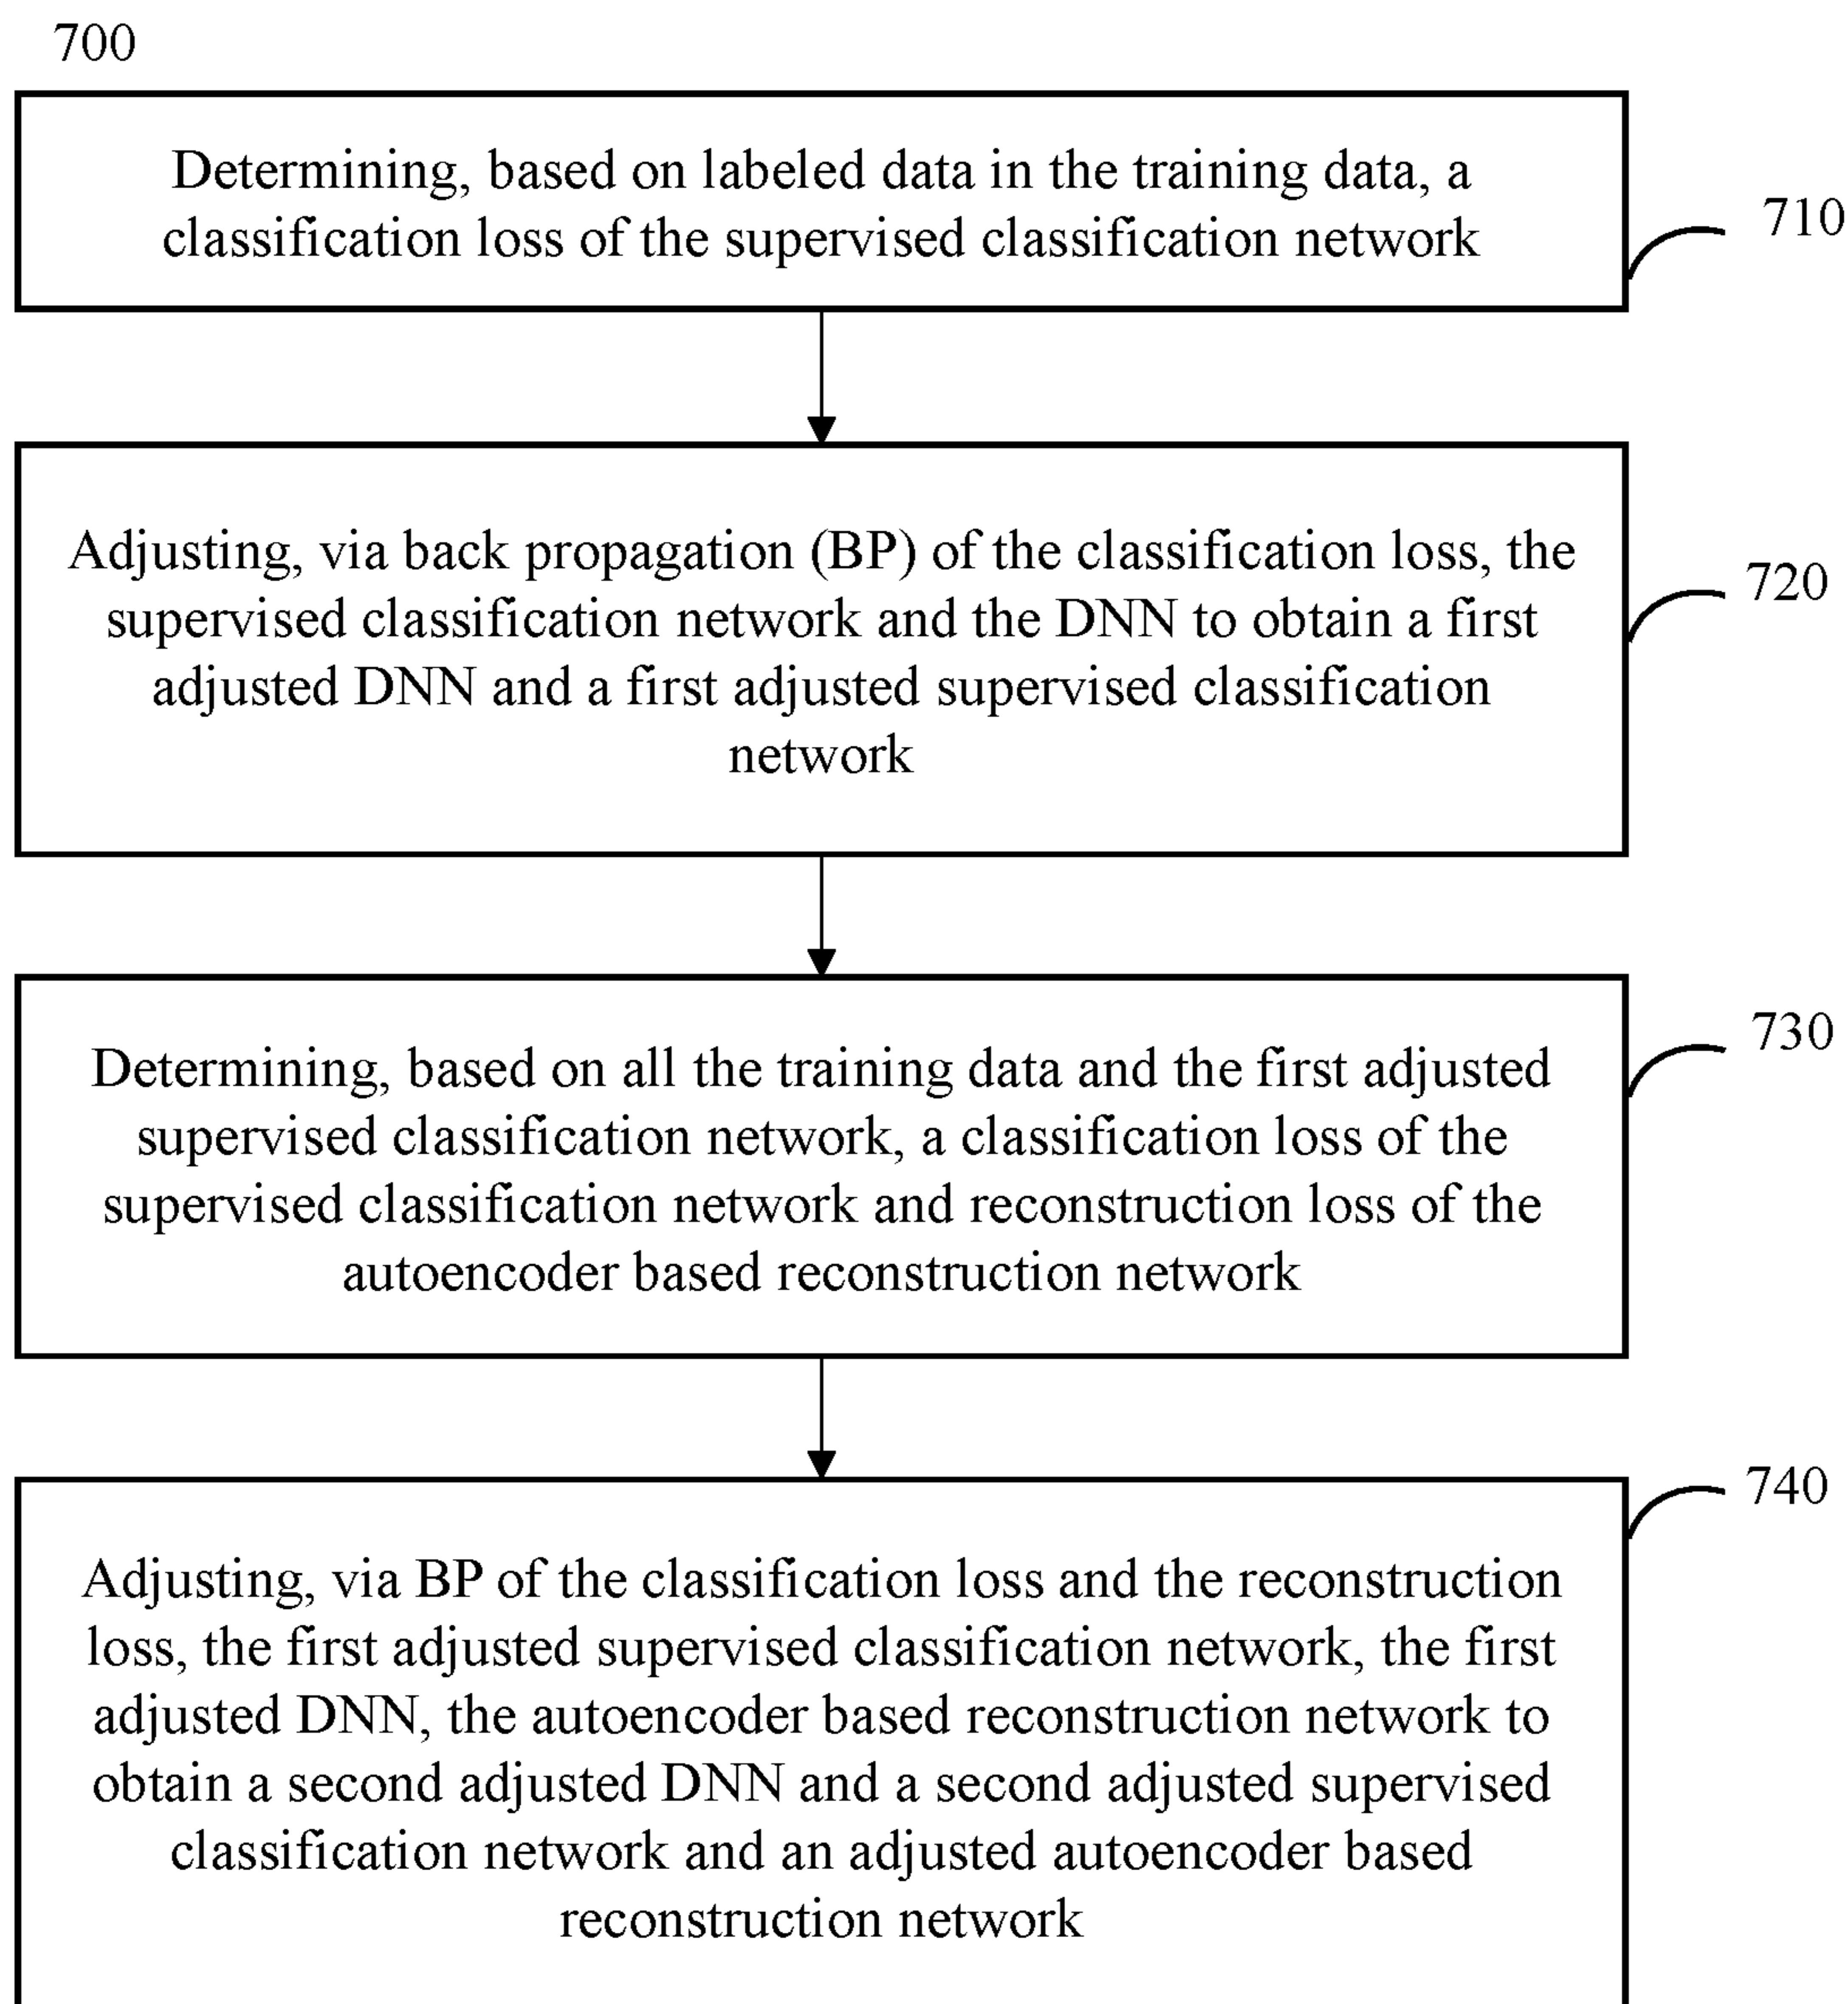 700
Determining, based on labeled data in the training data, a
classification loss of the supervised classification network
710
Adjusting, via back propagation (BP) of the classification loss, the
supervised classification network and the DNN to obtain a first
adjusted DNN and a first adjusted supervised classification
network
720
Determining, based on all the training data and the first adjusted
supervised classification network, a classification loss of the
supervised classification network and reconstruction loss of the
autoencoder based reconstruction network
730
Adjusting, via BP of the classification loss and the reconstruction
loss, the first adjusted supervised classification network, the first
adjusted DNN, the autoencoder based reconstruction network to
obtain a second adjusted DNN and a second adjusted supervised
classification network and an adjusted autoencoder based
reconstruction network
740